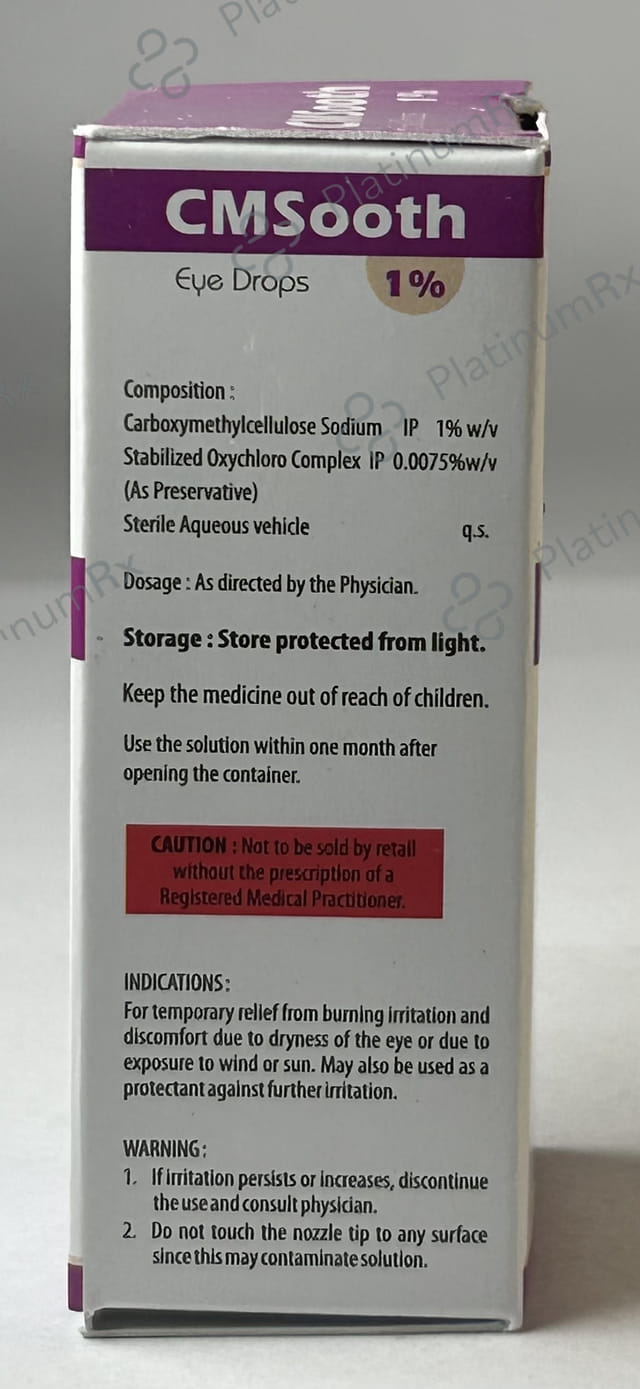 CMSooth 1%
CMSooth
Eye Drops 1%
Composition :
Carboxymethylcellulose Sodium IP 1% w/v
Stabilized Oxychloro Complex IP 0.0075%w/v
(As Preservative)
Sterile Aqueous vehicle q.s.
Dosage : As directed by the Physician.
Storage : Store protected from light.
Keep the medicine out of reach of children.
Use the solution within one month after
opening the container.
CAUTION : Not to be sold by retail
without the prescription of a
Registered Medical Practitioner.
INDICATIONS:
For temporary relief from burning irritation and
discomfort due to dryness of the eye or due to
exposure to wind or sun. May also be used as a
protectant against further irritation.
WARNING:
1. If irritation persists or increases, discontinue
the use and consult physician.
2. Do not touch the nozzle tip to any surface
since this may contaminate solution.
PlatinumRx
PlatinumRx